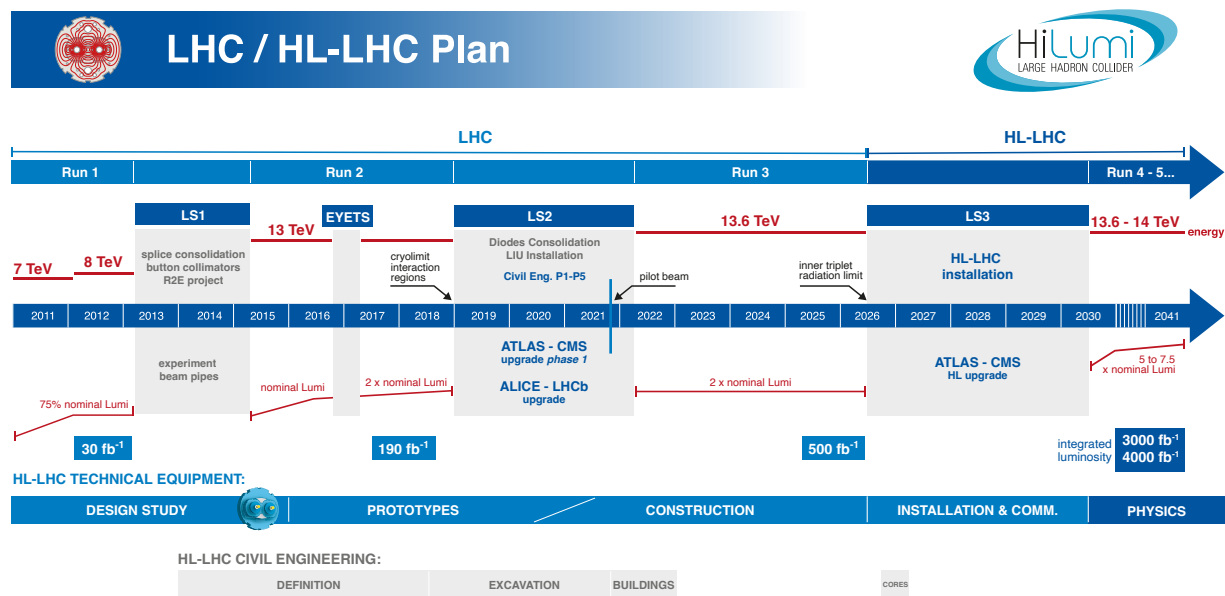 LHC / HL-LHC Plan
HiLumi
LARGE HADRON COLLIDER
LHC
HL-LHC
Run 1
Run 2
Run 3
Run 4 - 5...
LS1
EYETS
LS2
LS3
13 TeV
13.6 TeV
13.6 - 14 TeV
energy
7 TeV
8 TeV
splice consolidation
button collimators
R2E project
cryolimit
interaction
regions
Diodes Consolidation
LIU Installation
Civil Eng. P1-P5
pilot beam
inner triplet
radiation limit
HL-LHC
installation
2011 2012 2013 2014 2015 2016 2017 2018 2019 2020 2021 2022 2023 2024 2025 2026 2027 2028 2029 2030 2041
experiment
beam pipes
ATLAS - CMS
upgrade phase 1
ALICE - LHCb
upgrade
ATLAS - CMS
HL upgrade
5 to 7.5
x nominal Lumi
75% nominal Lumi
nominal Lumi
2 x nominal Lumi
2 x nominal Lumi
30 fb⁻¹
190 fb⁻¹
500 fb⁻¹
integrated
luminosity
3000 fb⁻¹
4000 fb⁻¹
HL-LHC TECHNICAL EQUIPMENT:
DESIGN STUDY
PROTOTYPES
CONSTRUCTION
INSTALLATION & COMM.
PHYSICS
HL-LHC CIVIL ENGINEERING:
DEFINITION
EXCAVATION
BUILDINGS
CORES